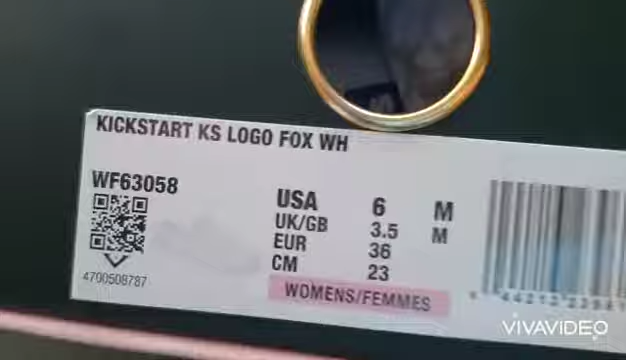 KICKSTART KS LOGO FOX WH
WF63058
USA 6 M
UK/GB 3.5 M
EUR 36
CM 23
4700508787
WOMENS/FEMMES
VIVAVIDEO